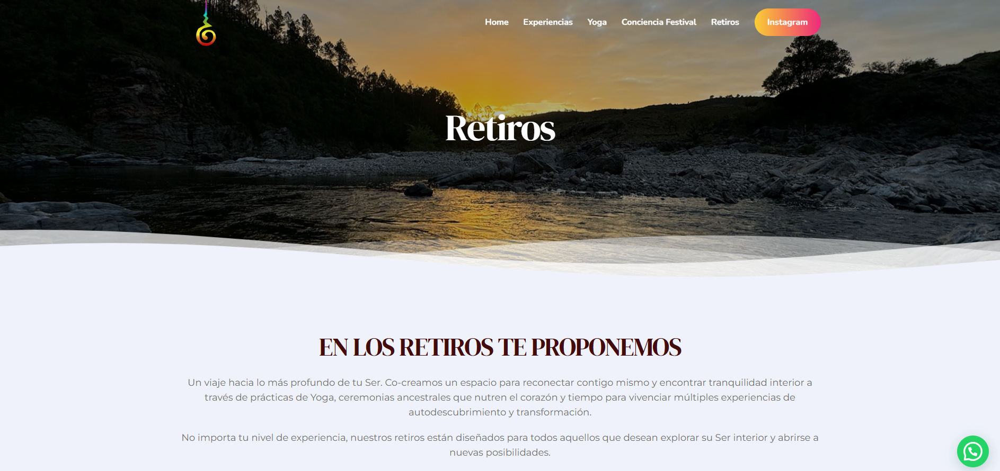 Home Experiencias Yoga Conciencia Festival Retiros Instagram
Retiros
EN LOS RETIROS TE PROPONEMOS
Un viaje hacia lo más profundo de tu Ser. Co-creamos un espacio para reconectar contigo mismo y encontrar tranquilidad interior a
través de prácticas de Yoga, ceremonias ancestrales que nutren el corazón y tiempo para vivenciar múltiples experiencias de
autodescubrimiento y transformación.
No importa tu nivel de experiencia, nuestros retiros están diseñados para todos aquellos que desean explorar su Ser interior y abrirse a
nuevas posibilidades.